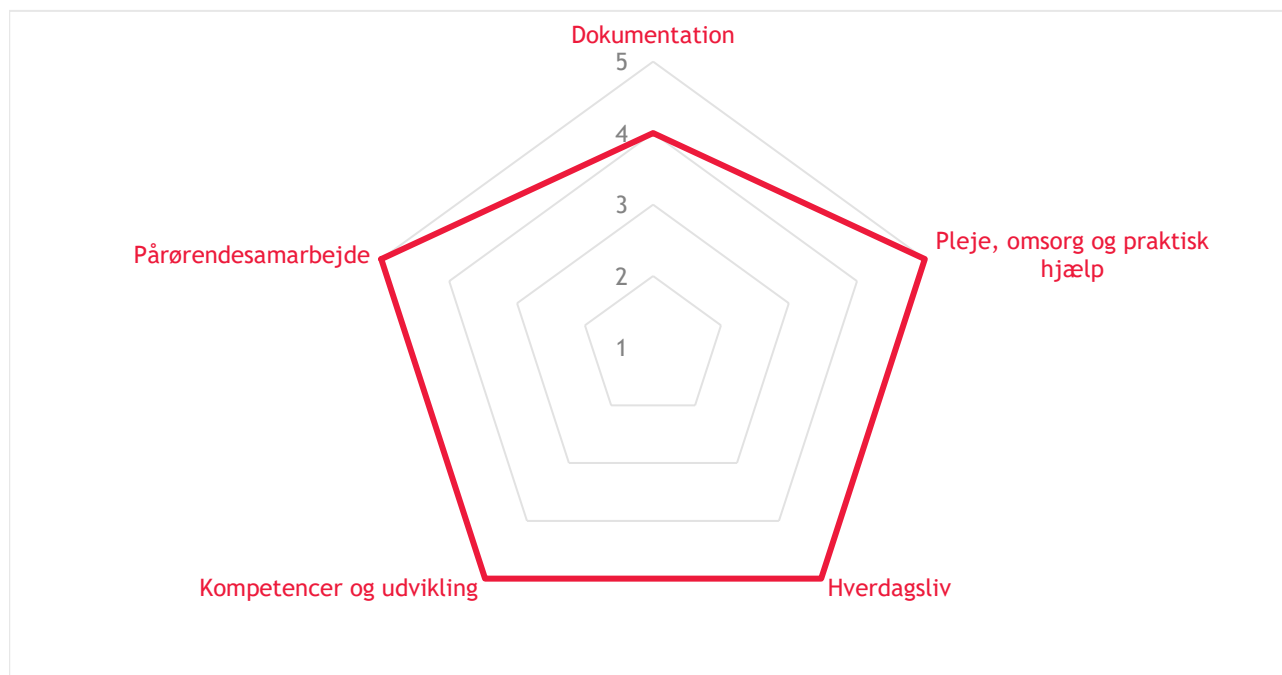 Dokumentation
5
4
3
2
1
Pleje, omsorg og praktisk
hjælp
Pårørendesamarbejde
Kompetencer og udvikling
Hverdagsliv